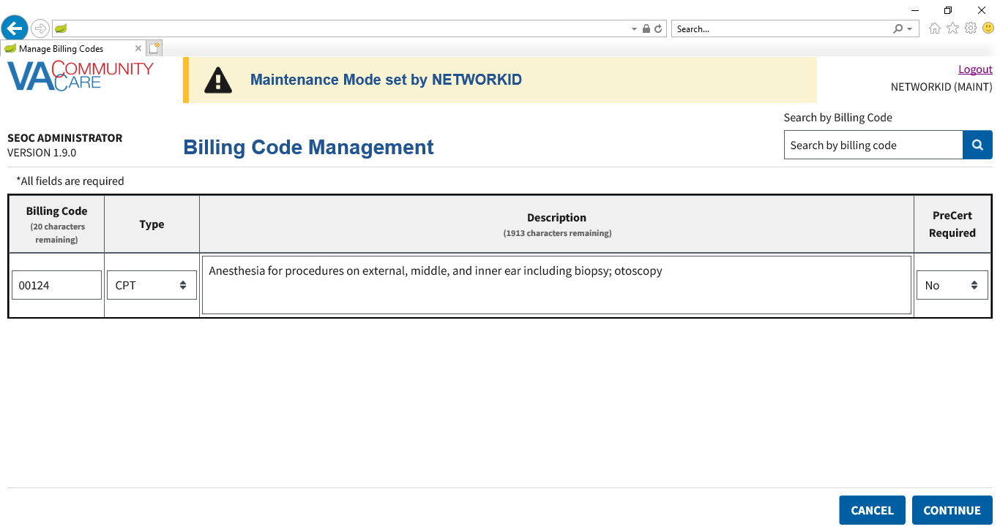 Search...
Manage Billing Codes
VA COMMUNITY CARE
Maintenance Mode set by NETWORKID
Logout
NETWORKID (MAINT)
Search by Billing Code
SEOC ADMINISTRATOR
VERSION 1.9.0
Billing Code Management
Search by billing code
*All fields are required
Billing Code
(20 characters
remaining)
Type
Description
(1913 characters remaining)
PreCert
Required
00124
CPT
Anesthesia for procedures on external, middle, and inner ear including biopsy; otoscopy
No
CANCEL
CONTINUE